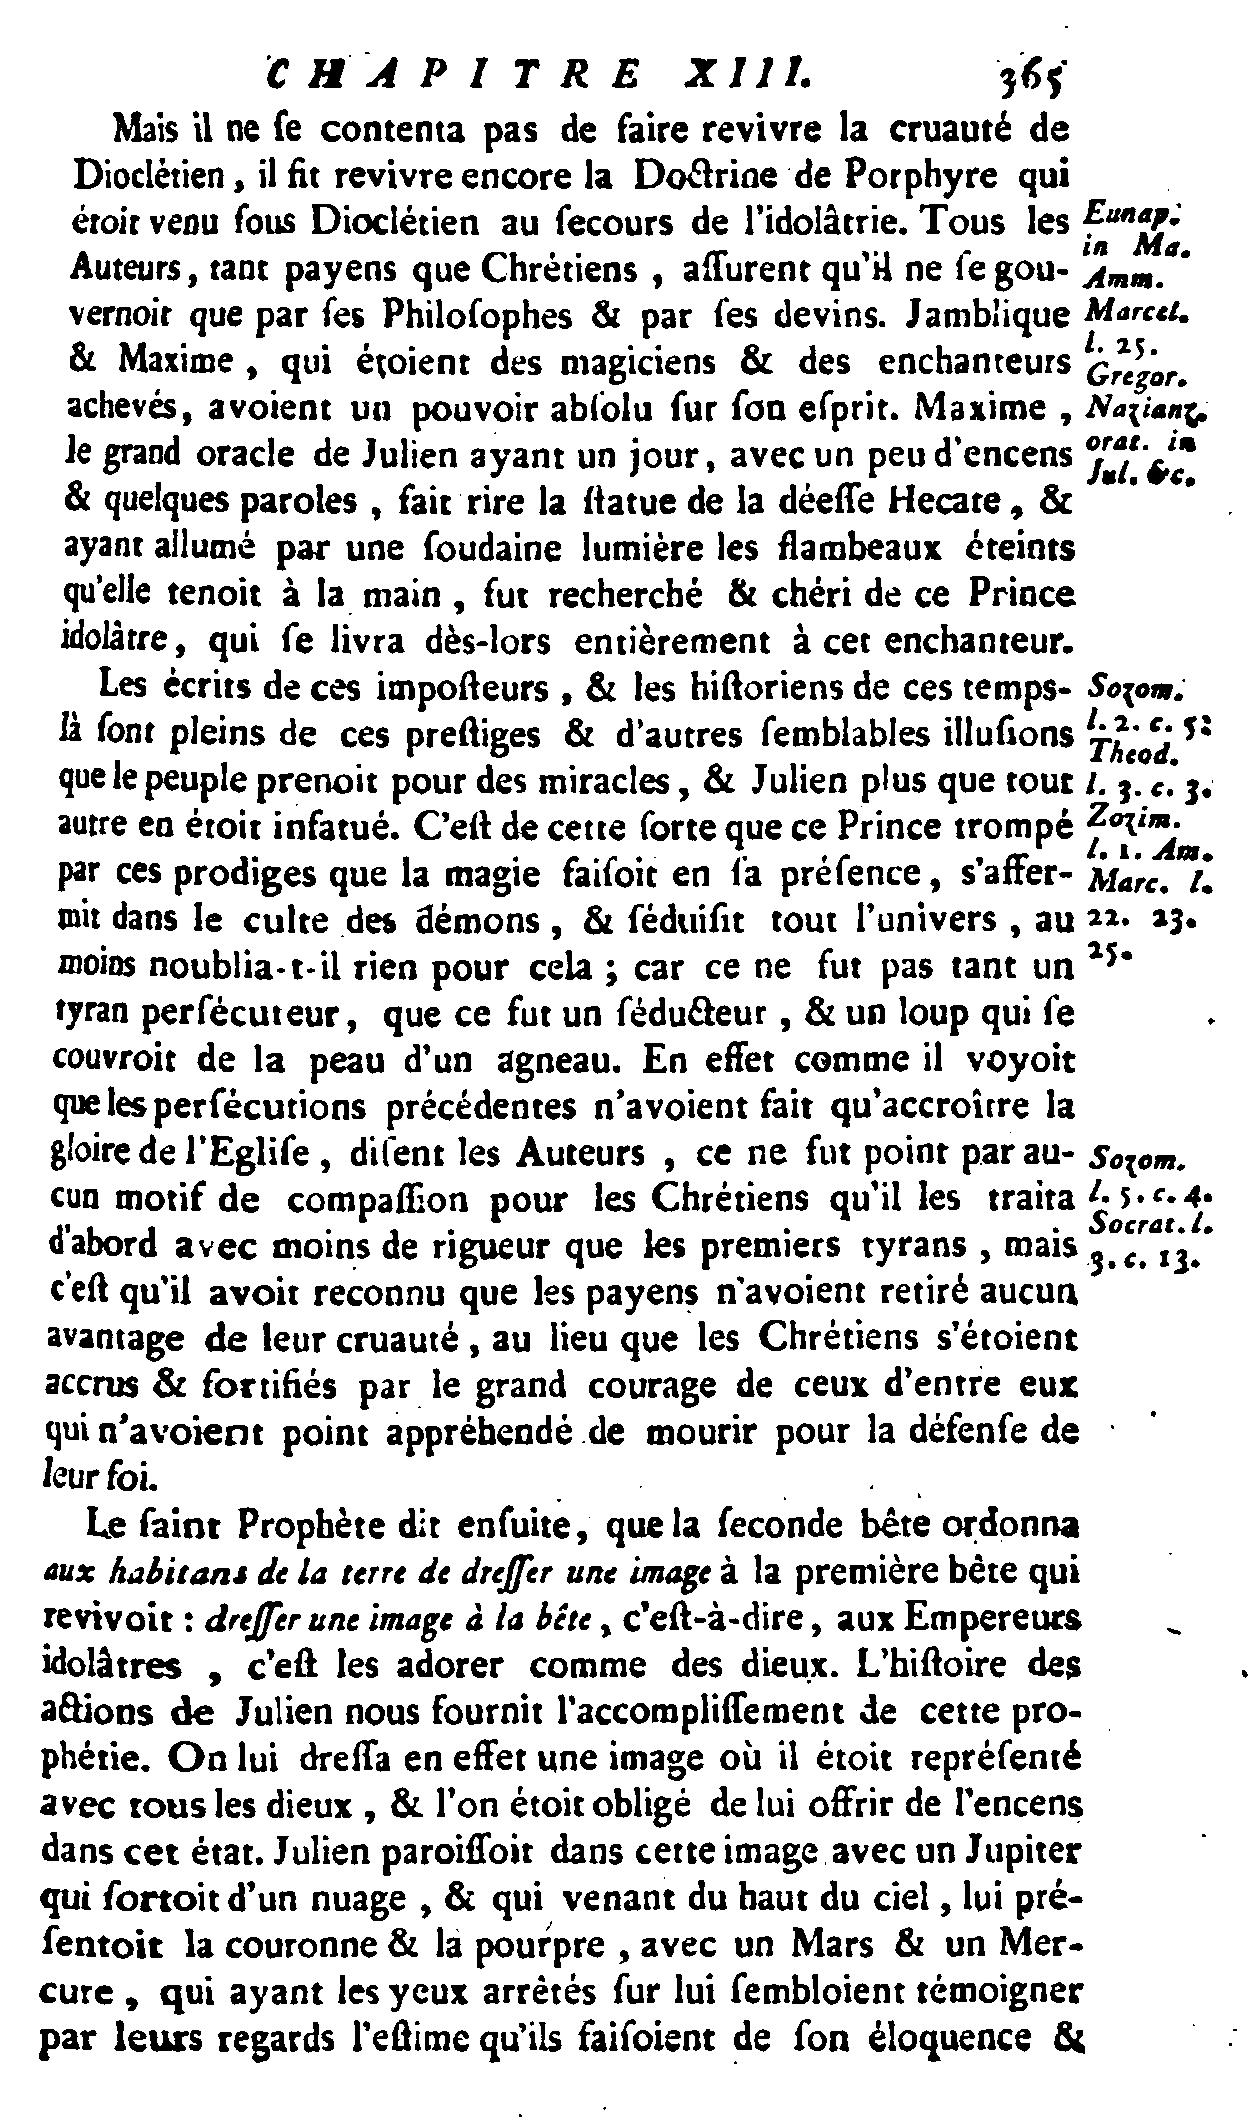 CHAPITRE XIII. 365
Mais il ne ſe contenta pas de faire revivre la cruauté de
Dioclétien, il fit revivre encore la Doctrine de Porphyre qui
étoit venu ſous Dioclétien au ſecours de l'idolâtrie. Tous les
Auteurs, tant payens que Chrétiens, aſſurent qu'il ne ſe gou-
vernoit que par ſes Philoſophes & par ſes devins. Jamblique
& Maxime, qui étoient des magiciens & des enchanteurs
achevés, avoient un pouvoir abſolu ſur ſon eſprit. Maxime,
le grand oracle de Julien ayant un jour, avec un peu d'encens
& quelques paroles, fait rire la ſtatue de la déeſſe Hecate, &
ayant allumé par une ſoudaine lumière les flambeaux éteints
qu'elle tenoit à la main, fut recherché & chéri de ce Prince
idolâtre, qui ſe livra dès-lors entièrement à cet enchanteur.
Eunap.
in Ma.
Amm.
Marcel.
l. 25.
Gregor.
Nazianz.
orat. in
Jul. &c.
Les écrits de ces impoſteurs, & les hiſtoriens de ces temps-
là ſont pleins de ces preſtiges & d'autres ſemblables illuſions
que le peuple prenoit pour des miracles, & Julien plus que tout
autre en étoit infatué. C'eſt de cette ſorte que ce Prince trompé
par ces prodiges que la magie faiſoit en ſa préſence, s'affer-
mit dans le culte des démons, & ſéduiſit tout l'univers, au
moins noublia-t-il rien pour cela; car ce ne fut pas tant un
tyran perſécuteur, que ce fut un ſéducteur, & un loup qui ſe
couvroit de la peau d'un agneau. En effet comme il voyoit
que les perſécutions précédentes n'avoient fait qu'accroître la
gloire de l'Egliſe, diſent les Auteurs, ce ne fut point par au-
cun motif de compaſſion pour les Chrétiens qu'il les traita
d'abord avec moins de rigueur que les premiers tyrans, mais
c'eſt qu'il avoit reconnu que les payens n'avoient retiré aucun
avantage de leur cruauté, au lieu que les Chrétiens s'étoient
accrus & fortifiés par le grand courage de ceux d'entre eux
qui n'avoient point appréhendé de mourir pour la défenſe de
leur foi.
Sozom.
l. 2. c. 5.
Theod.
l. 3. c. 3.
Zozim.
l. 1. Am.
Marc. l.
22. 23.
25.
Sozom.
l. 5. c. 4.
Socrat. l.
3. c. 13.
Le ſaint Prophète dit enſuite, que la ſeconde bête ordonna
aux habitans de la terre de dreſſer une image à la première bête qui
revivoit : dreſſer une image à la bête, c'eſt-à-dire, aux Empereurs
idolâtres, c'eſt les adorer comme des dieux. L'hiſtoire des
actions de Julien nous fournit l'accompliſſement de cette pro-
phétie. On lui dreſſa en effet une image où il étoit repréſenté
avec tous les dieux, & l'on étoit obligé de lui offrir de l'encens
dans cet état. Julien paroiſſoit dans cette image avec un Jupiter
qui ſortoit d'un nuage, & qui venant du haut du ciel, lui pré-
ſentoit la couronne & la pourpre, avec un Mars & un Mer-
cure, qui ayant les yeux arrêtés ſur lui ſembloient témoigner
par leurs regards l'eſtime qu'ils faiſoient de ſon éloquence &